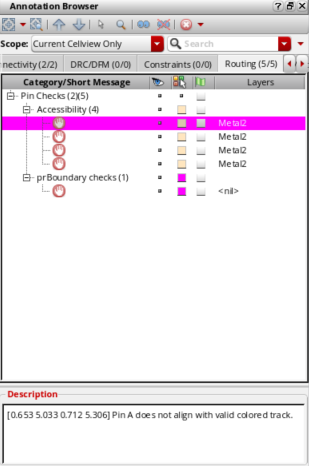 Annotation Browser
Scope: Current Cellview Only Search
nectivity (2/2) DRC/DFM (0/0) Constraints (0/0) Routing (5/5)
Category/Short Message Layers
Pin Checks (2)(5)
Accessibility (4)
Metal2
Metal2
Metal2
Metal2
prBoundary checks (1)
<nil>
Description
[0.653 5.033 0.712 5.306] Pin A does not align with valid colored track.